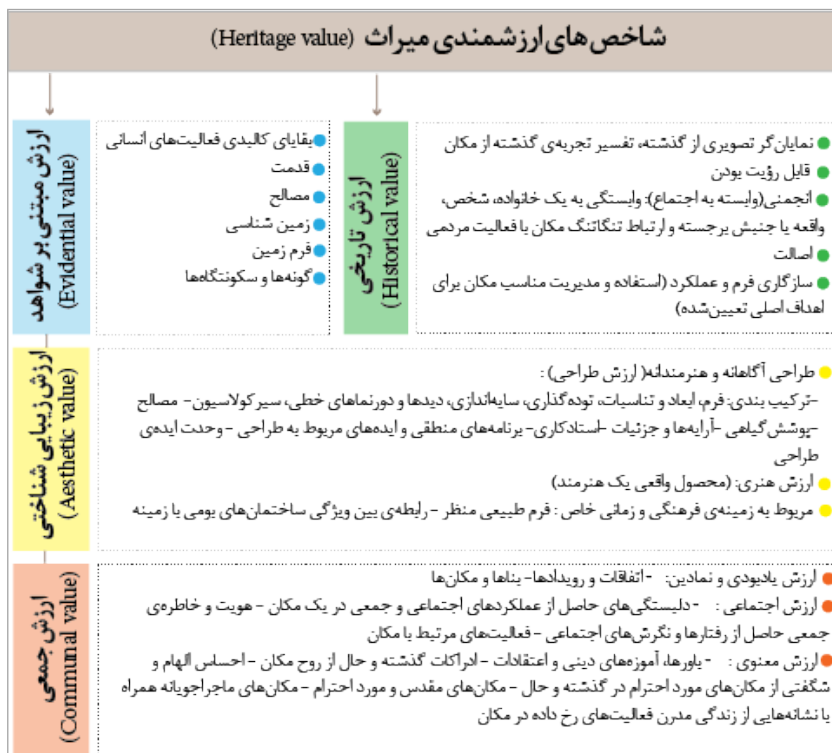 شاخص‌های ارزشمندی میراث (Heritage value)
ارزش تاریخی
(Historical value)
نمایان‌گر تصویری از گذشته، تفسیر تجربه‌ی گذشته از مکان
قابل رؤیت بودن
انجمنی(وابسته به اجتماع): وابستگی به یک خانواده، شخص،
واقعه یا جنبش برجسته و ارتباط تنگاتنگ مکان با فعالیت مردمی
اصالت
سازگاری فرم و عملکرد (استفاده و مدیریت مناسب مکان برای
اهداف اصلی تعیین‌شده)
ارزش مبتنی بر شواهد
(Evidential value)
بقایای کالبدی فعالیت‌های انسانی
قدمت
مصالح
زمین شناسی
فرم زمین
گونه‌ها و سکونتگاه‌ها
ارزش زیبایی شناختی
(Aesthetic value)
طراحی آگاهانه و هنرمندانه( ارزش طراحی) :
-ترکیب بندی: فرم، ابعاد و تناسبات، توده‌گذاری، سایه‌اندازی، دیدها و دورنماهای خطی، سیرکولاسیون- مصالح
-پوشش گیاهی -آرایه‌ها و جزئیات -استادکاری- برنامه‌های منطقی و ایده‌های مربوط به طراحی -وحدت ایده‌ی
طراحی
ارزش هنری: (محصول واقعی یک هنرمند)
مربوط به زمینه‌ی فرهنگی و زمانی خاص : فرم طبیعی منظر - رابطه‌ی بین ویژگی ساختمان‌های بومی با زمینه
ارزش جمعی
(Communal value)
ارزش یادبودی و نمادین: - اتفاقات و رویدادها- بناها و مکان‌ها
ارزش اجتماعی : - دلبستگی‌های حاصل از عملکردهای اجتماعی و جمعی در یک مکان - هویت و خاطره‌ی
جمعی حاصل از رفتارها و نگرش‌های اجتماعی - فعالیت‌های مرتبط با مکان
ارزش معنوی : - باورها، آموزه‌های دینی و اعتقادات - ادراکات گذشته و حال از روح مکان - احساس الهام و
شگفتی از مکان‌های مورد احترام در گذشته و حال - مکان‌های مقدس و مورد احترام - مکان‌های ماجراجویانه همراه
با نشانه‌هایی از زندگی مدرن فعالیت‌های رخ داده در مکان